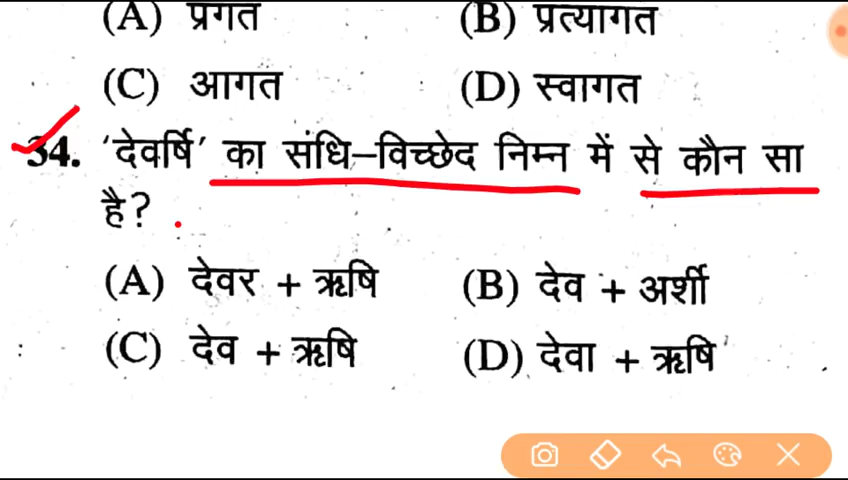 (A) प्रगत (B) प्रत्यागत
(C) आगत (D) स्वागत
34. 'देवर्षि' का संधि–विच्छेद निम्न में से कौन सा
है?
(A) देवर + ऋषि (B) देव + अर्शी
(C) देव + ऋषि (D) देवा + ऋषि